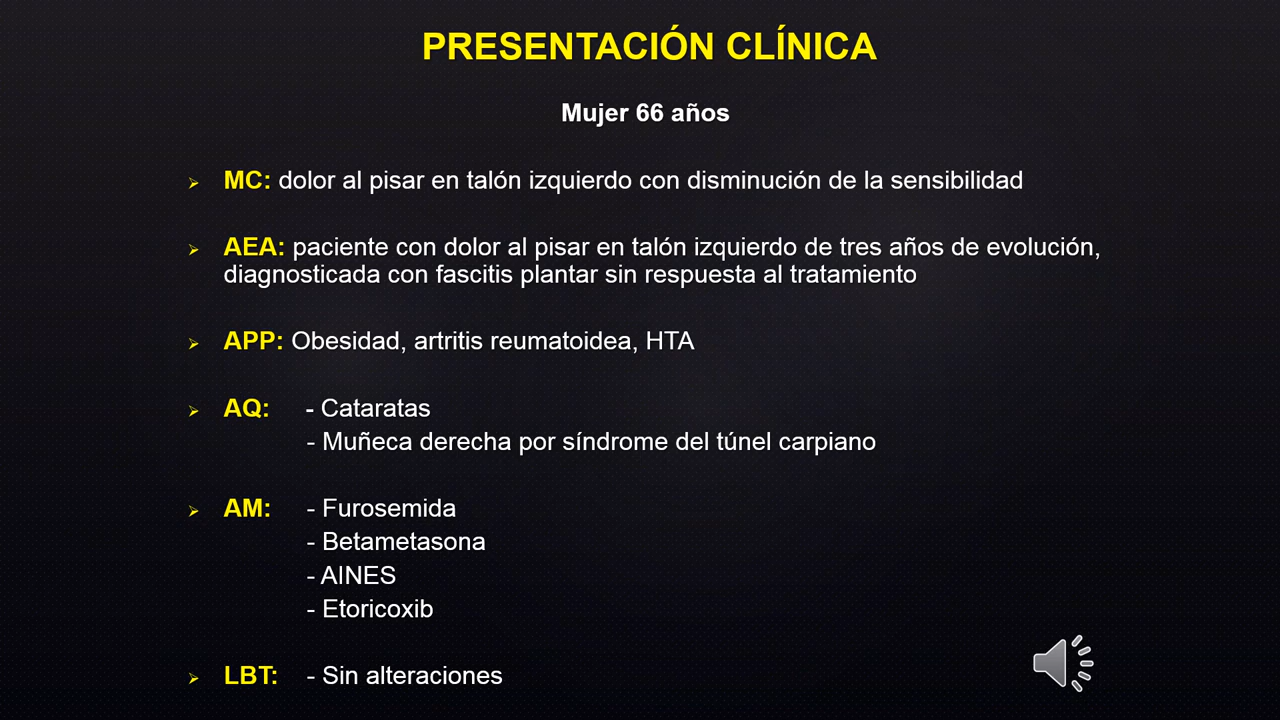 PRESENTACIÓN CLÍNICA
Mujer 66 años
MC: dolor al pisar en talón izquierdo con disminución de la sensibilidad
AEA: paciente con dolor al pisar en talón izquierdo de tres años de evolución,
diagnosticada con fascitis plantar sin respuesta al tratamiento
APP: Obesidad, artritis reumatoidea, HTA
AQ: - Cataratas
- Muñeca derecha por síndrome del túnel carpiano
AM: - Furosemida
- Betametasona
- AINES
- Etoricoxib
LBT: - Sin alteraciones